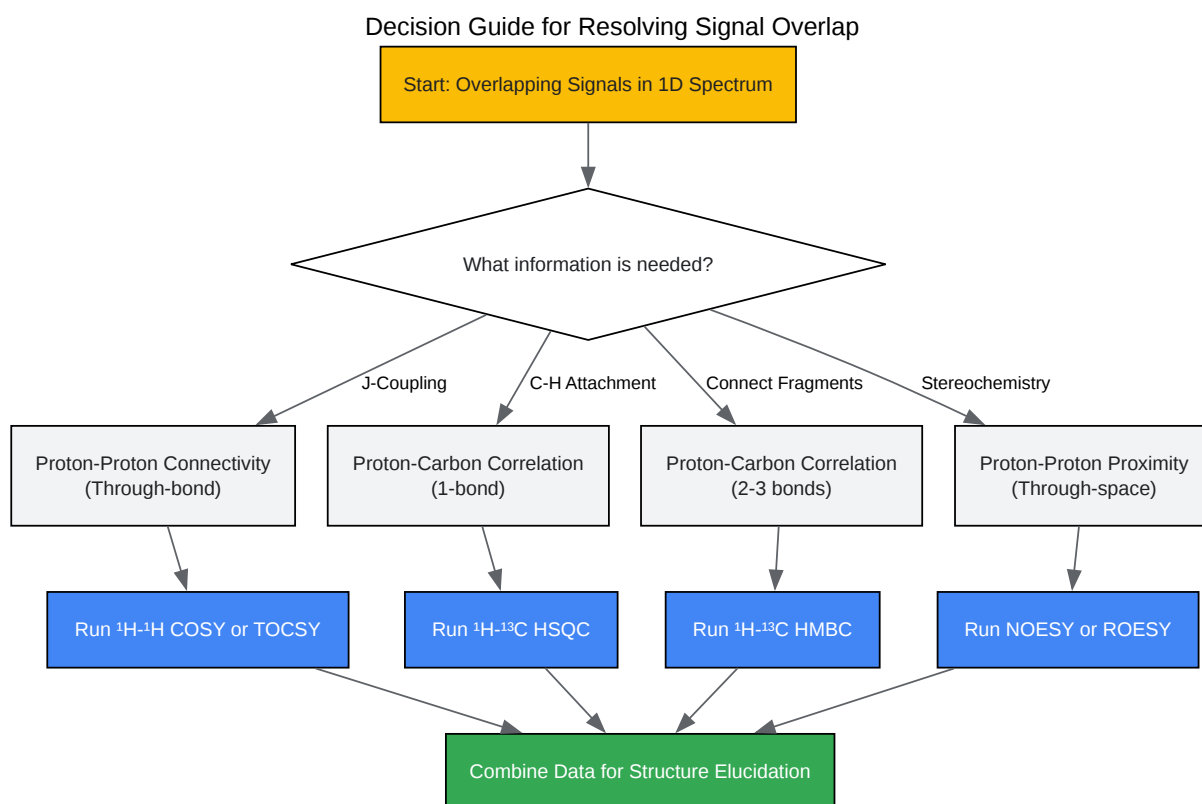 Decision Guide for Resolving Signal Overlap
Start: Overlapping Signals in 1D Spectrum
What information is needed?
J-Coupling
C-H Attachment
Connect Fragments
Stereochemistry
Proton-Proton Connectivity
(Through-bond)
Proton-Carbon Correlation
(1-bond)
Proton-Carbon Correlation
(2-3 bonds)
Proton-Proton Proximity
(Through-space)
Run ¹H-¹H COSY or TOCSY
Run ¹H-¹³C HSQC
Run ¹H-¹³C HMBC
Run NOESY or ROESY
Combine Data for Structure Elucidation